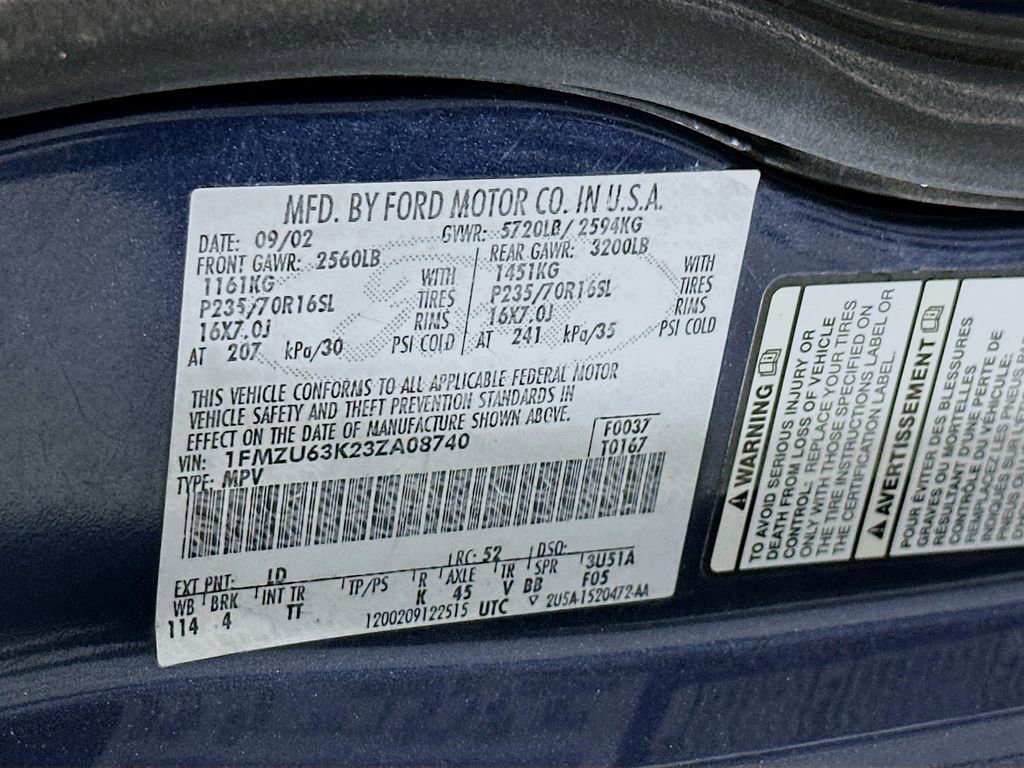 MFD. BY FORD MOTOR CO. IN U.S.A.
DATE: 09/02 GVWR: 5720LB/ 2594KG
FRONT GAWR: 2560LB REAR GAWR: 3200LB
1161KG WITH 1451KG WITH
P235/70R16SL TIRES P235/70R16SL TIRES
16X7.0J RIMS 16X7.0J RIMS
AT 207 kPa/30 PSI COLD AT 241 kPa/35 PSI COLD
THIS VEHICLE CONFORMS TO ALL APPLICABLE FEDERAL MOTOR
VEHICLE SAFETY AND THEFT PREVENTION STANDARDS IN
EFFECT ON THE DATE OF MANUFACTURE SHOWN ABOVE.
VIN: 1FMZU63K23ZA08740 F0037
TYPE: MPV T0167
EXT PNT: LD RC: 52 DSO:
WB BRK INT TR TP/PS R AXLE TR SPR 3U51A
114 4 TT K 45 V BB F05
1200209122515 UTC ▽ 2U5A-1520472-AA
WARNING
TO AVOID SERIOUS INJURY OR
DEATH FROM LOSS OF VEHICLE
CONTROL: REPLACE YOUR TIRES
ONLY WITH THOSE SPECIFIED ON
THE TIRE INFORMATION LABEL OR
THE CERTIFICATION LABEL.
AVERTISSEMENT
POUR ÉVITER DES BLESSURES
GRAVES OU MORTELLES
CONTRÔLE DU VÉHICULE: